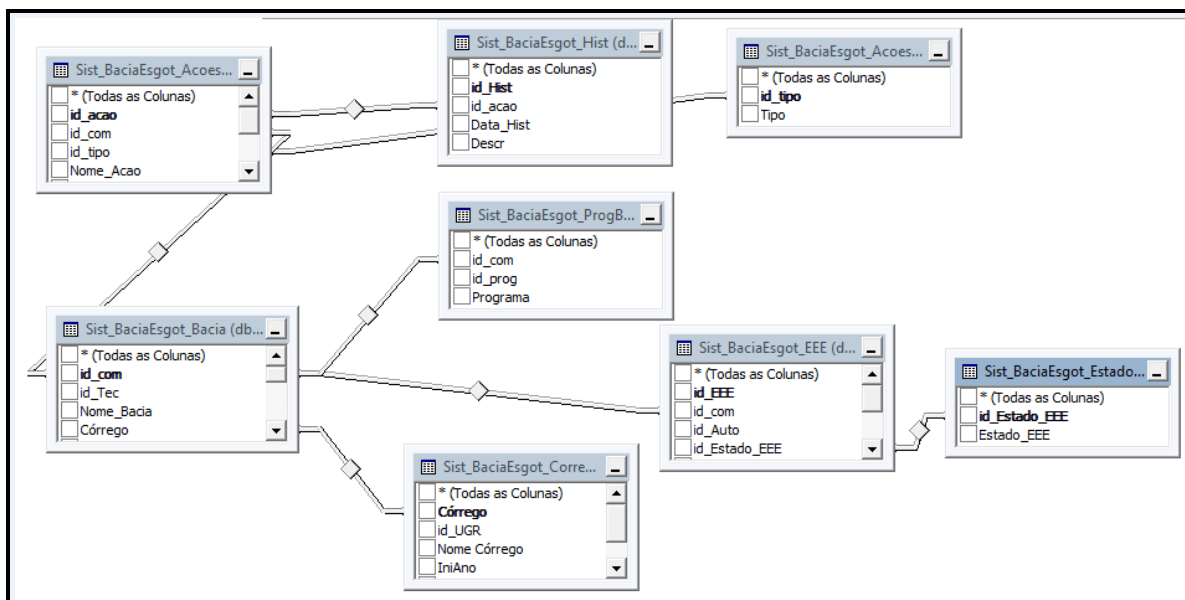 Sist_BaciaEsgot_Acoes...
* (Todas as Colunas)
id_acao
id_com
id_tipo
Nome_Acao
Sist_BaciaEsgot_Hist (d...
* (Todas as Colunas)
id_Hist
id_acao
Data_Hist
Descr
Sist_BaciaEsgot_Acoes...
* (Todas as Colunas)
id_tipo
Tipo
Sist_BaciaEsgot_ProgB...
* (Todas as Colunas)
id_com
id_prog
Programa
Sist_BaciaEsgot_Bacia (db...
* (Todas as Colunas)
id_com
id_Tec
Nome_Bacia
Córrego
Sist_BaciaEsgot_EEE (d...
* (Todas as Colunas)
id_EEE
id_com
id_Auto
id_Estado_EEE
Sist_BaciaEsgot_Estado...
* (Todas as Colunas)
id_Estado_EEE
Estado_EEE
Sist_BaciaEsgot_Corre...
* (Todas as Colunas)
Córrego
id_UGR
Nome Córrego
IniAno